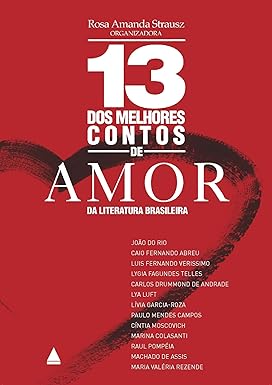 Rosa Amanda Strausz
ORGANIZADORA
13
DOS MELHORES
CONTOS
DE
AMOR
DA LITERATURA BRASILEIRA
JOÃO DO RIO
CAIO FERNANDO ABREU
LUIS FERNANDO VERISSIMO
LYGIA FAGUNDES TELLES
CARLOS DRUMMOND DE ANDRADE
LYA LUFT
LÍVIA GARCIA-ROZA
PAULO MENDES CAMPOS
CÍNTIA MOSCOVICH
MARINA COLASANTI
RAUL POMPÉIA
MACHADO DE ASSIS
MARIA VALÉRIA REZENDE